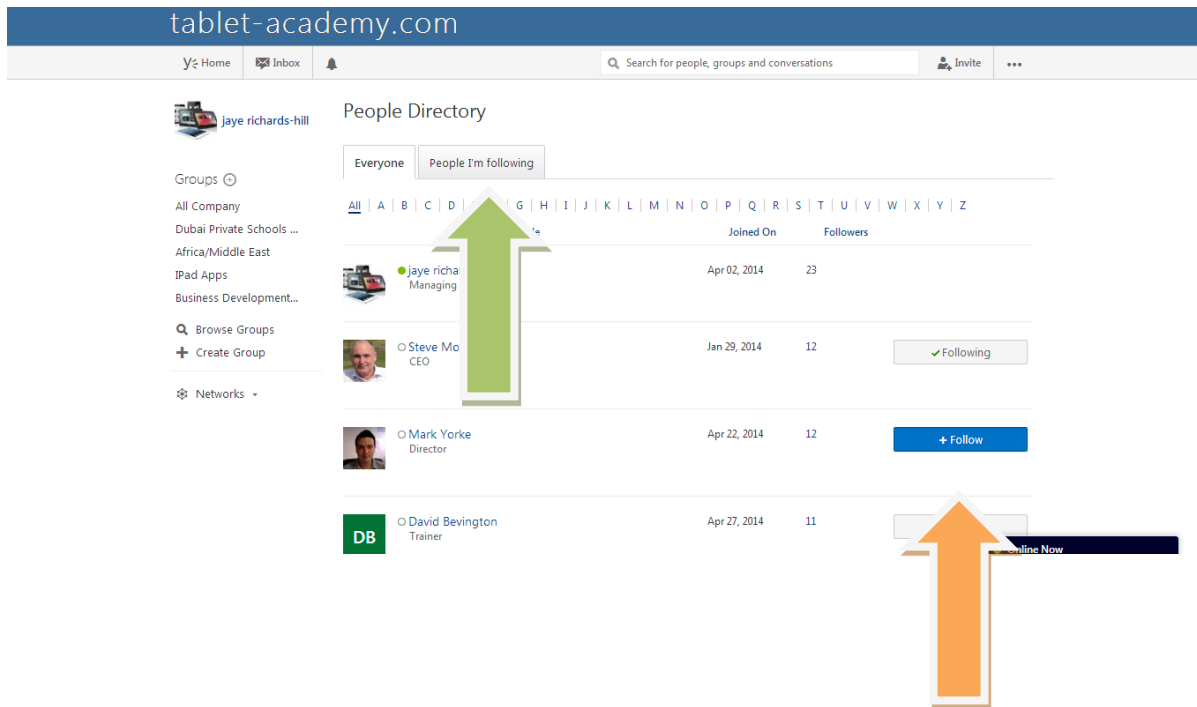 tablet-academy.com
Home Inbox Search for people, groups and conversations Invite
jaye richards-hill
People Directory
Everyone People I'm following
Groups
All Company
Dubai Private Schools ...
Africa/Middle East
IPad Apps
Business Development...
Browse Groups
Create Group
Networks
All A B C D G H I J K L M N O P Q R S T U V W X Y Z
Joined On Followers
jaye Apr 02, 2014 23
Managing
Steve Jan 29, 2014 12 Following
CEO
Mark Yorke Apr 22, 2014 12 + Follow
Director
DB David Bevington Apr 27, 2014 11
Trainer
Online Now